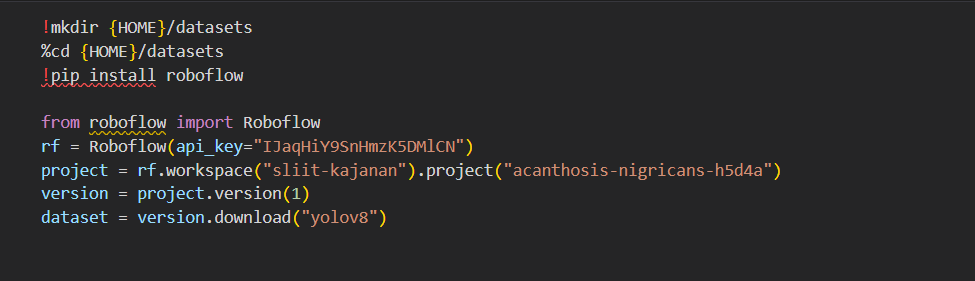 !mkdir {HOME}/datasets
%cd {HOME}/datasets
!pip install roboflow
from roboflow import Roboflow
rf = Roboflow(api_key="IJaqHiY9SnHmzK5DMlCN")
project = rf.workspace("sliit-kajanan").project("acanthosis-nigricans-h5d4a")
version = project.version(1)
dataset = version.download("yolov8")